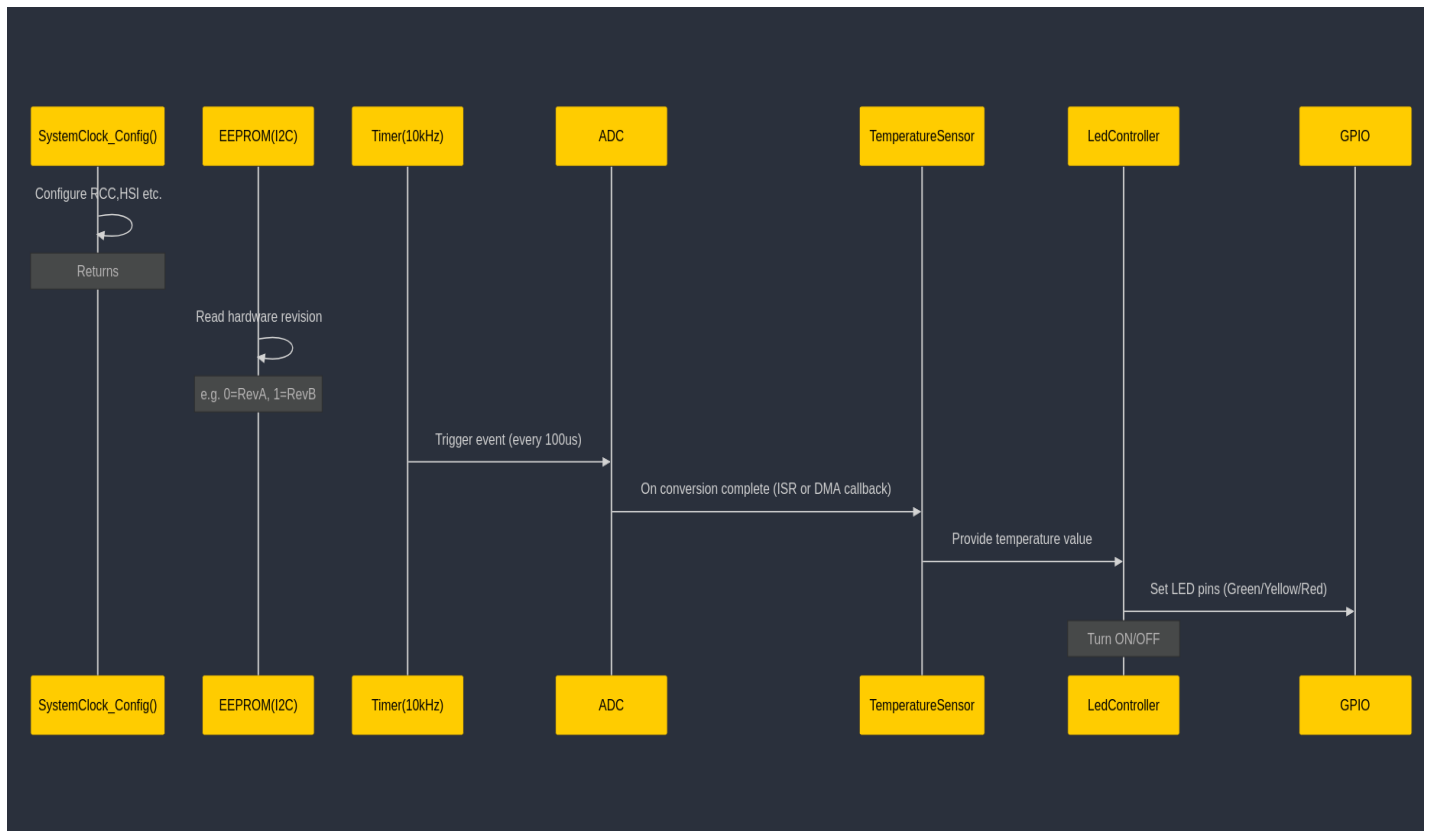 SystemClock_Config()
EEPROM(I2C)
Timer(10kHz)
ADC
TemperatureSensor
LedController
GPIO
Configure RCC,HSI etc.
Returns
Read hardware revision
e.g. 0=RevA, 1=RevB
Trigger event (every 100us)
On conversion complete (ISR or DMA callback)
Provide temperature value
Set LED pins (Green/Yellow/Red)
Turn ON/OFF
SystemClock_Config()
EEPROM(I2C)
Timer(10kHz)
ADC
TemperatureSensor
LedController
GPIO